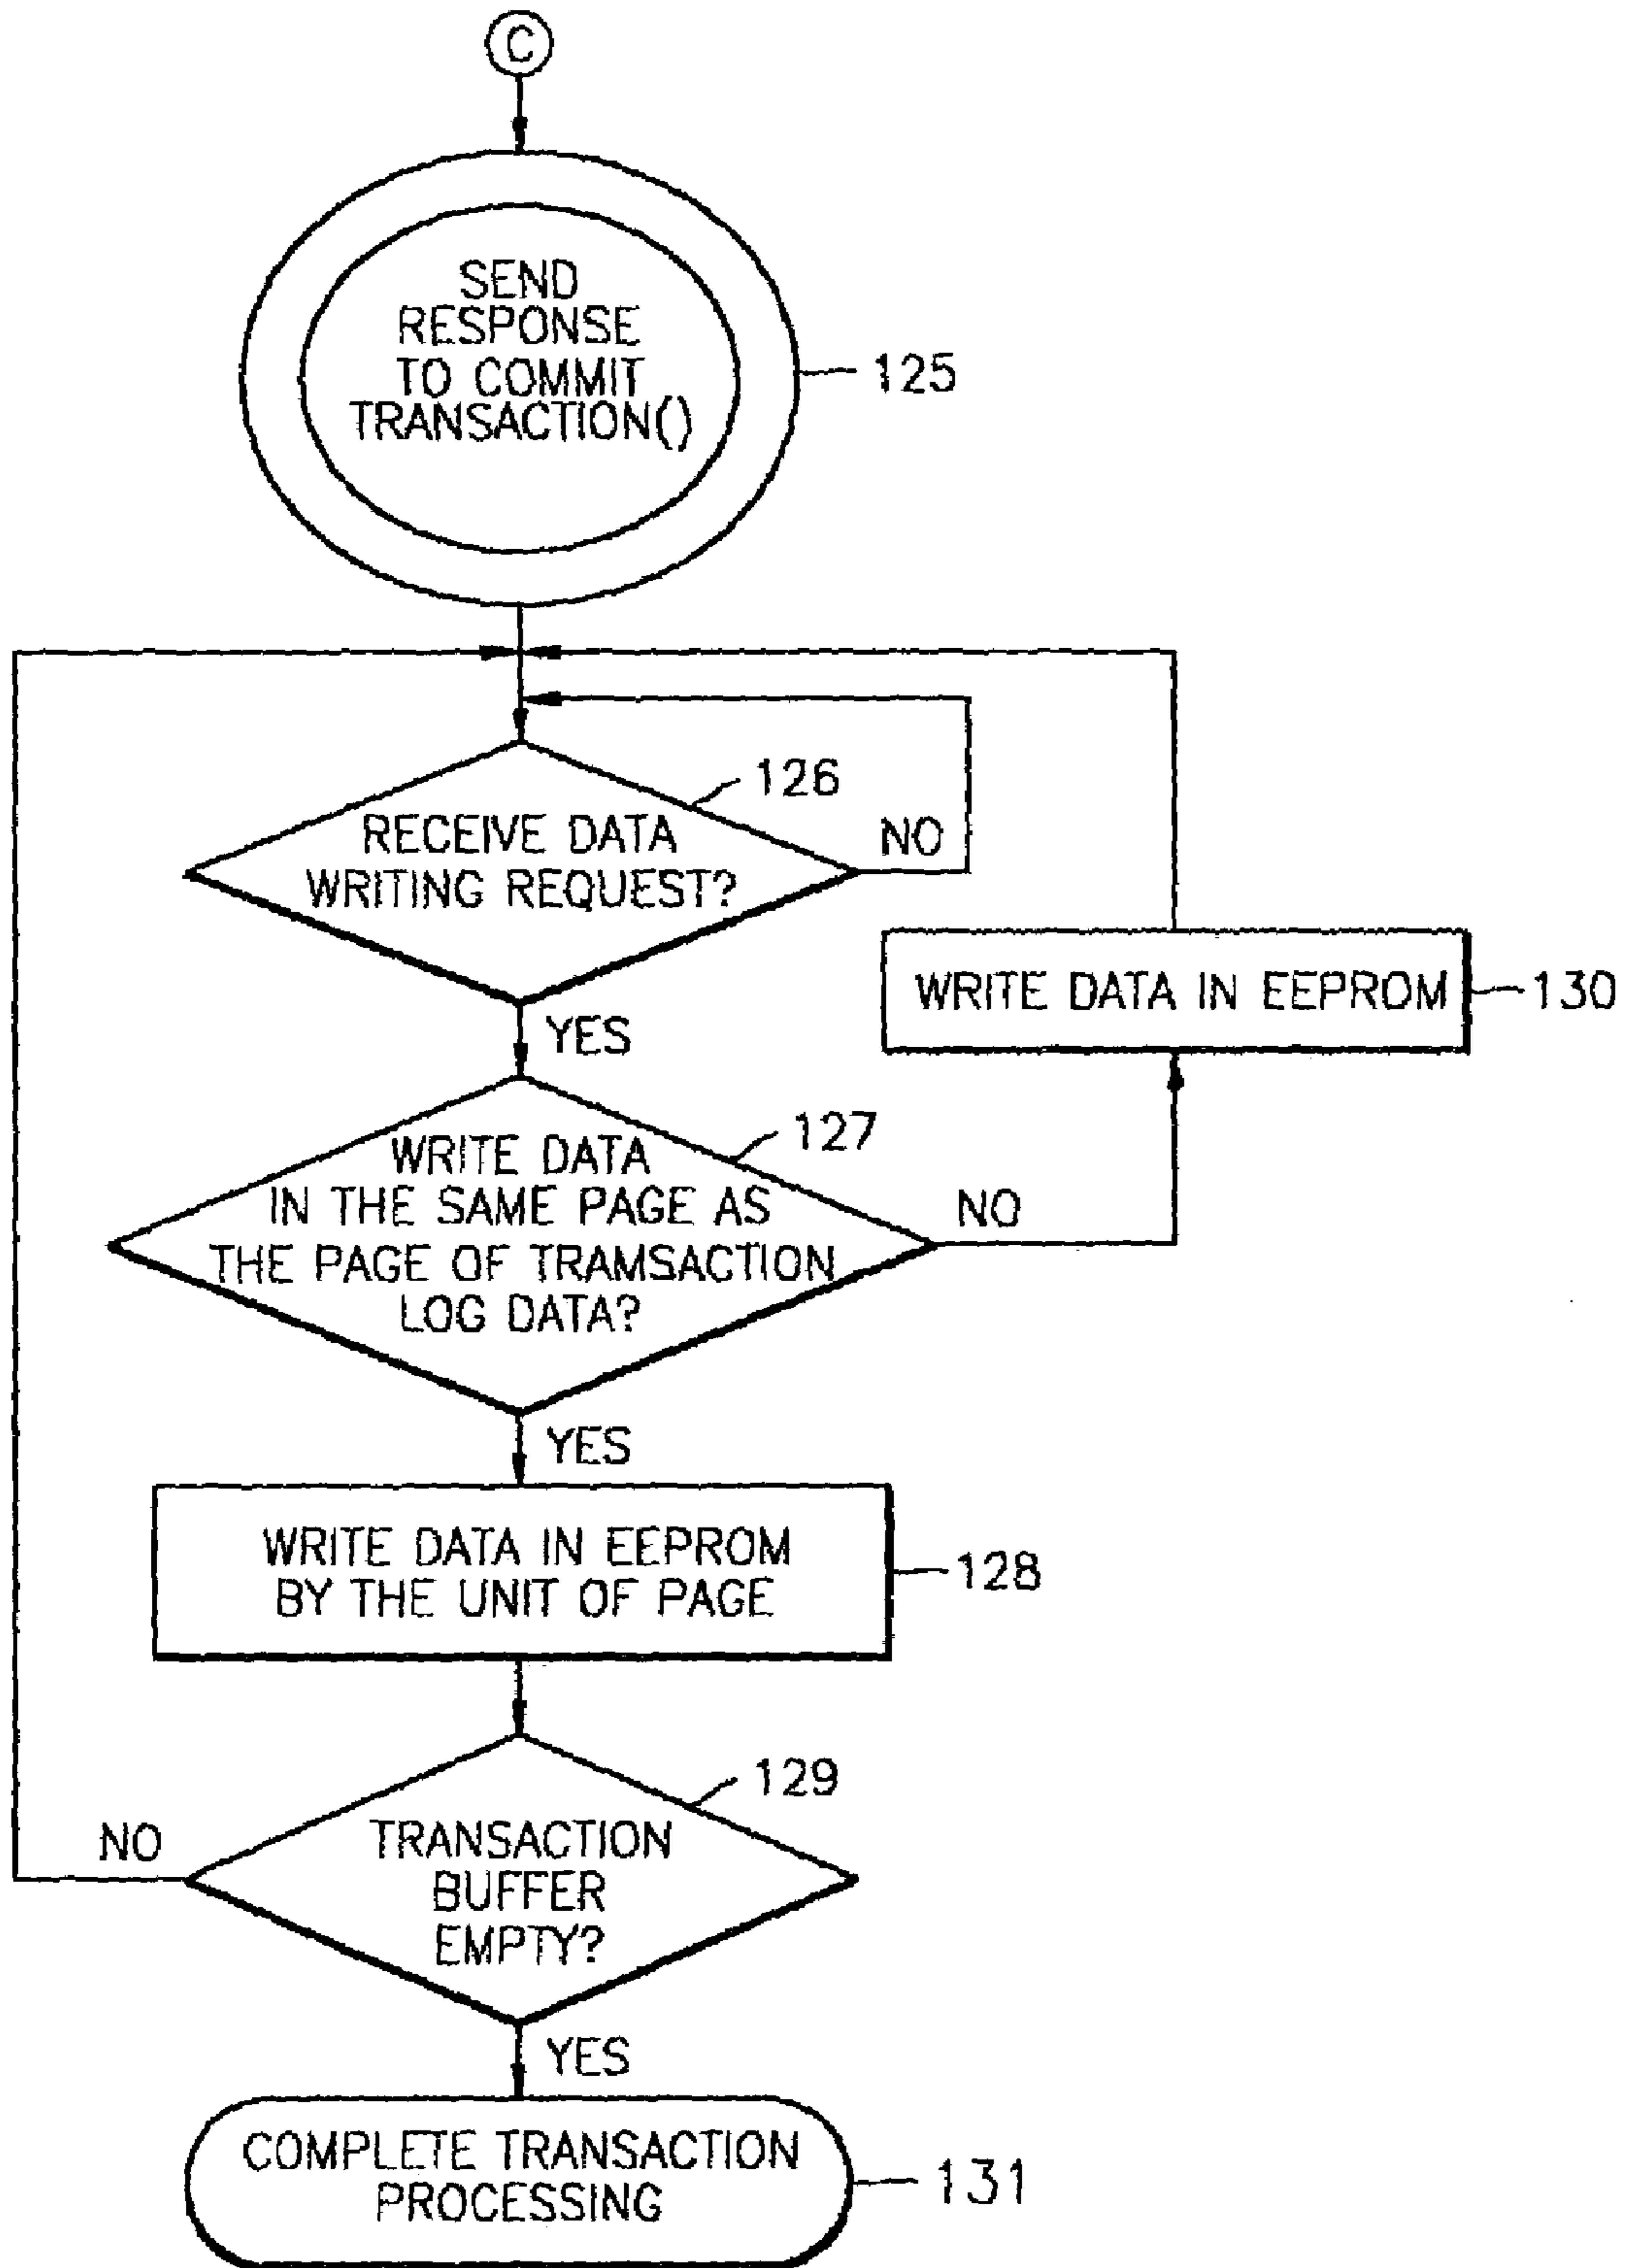 C
SEND
RESPONSE
TO COMMIT
TRANSACTION()
125
126
RECEIVE DATA
WRITING REQUEST?
NO
WRITE DATA IN EEPROM
130
YES
127
WRITE DATA
IN THE SAME PAGE AS
THE PAGE OF TRAMSACTION
LOG DATA?
NO
YES
WRITE DATA IN EEPROM
BY THE UNIT OF PAGE
128
129
NO
TRANSACTION
BUFFER
EMPTY?
YES
COMPLETE TRANSACTION
PROCESSING
131